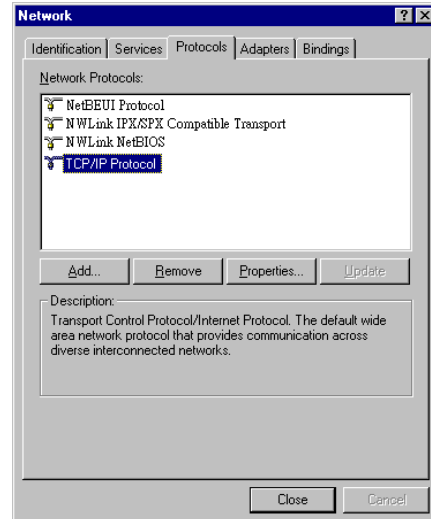 Network
Identification Services Protocols Adapters Bindings
Network Protocols:
NetBEUI Protocol
NWLink IPX/SPX Compatible Transport
NWLink NetBIOS
TCP/IP Protocol
Add... Remove Properties... Update
Description:
Transport Control Protocol/Internet Protocol. The default wide
area network protocol that provides communication across
diverse interconnected networks.
Close Cancel